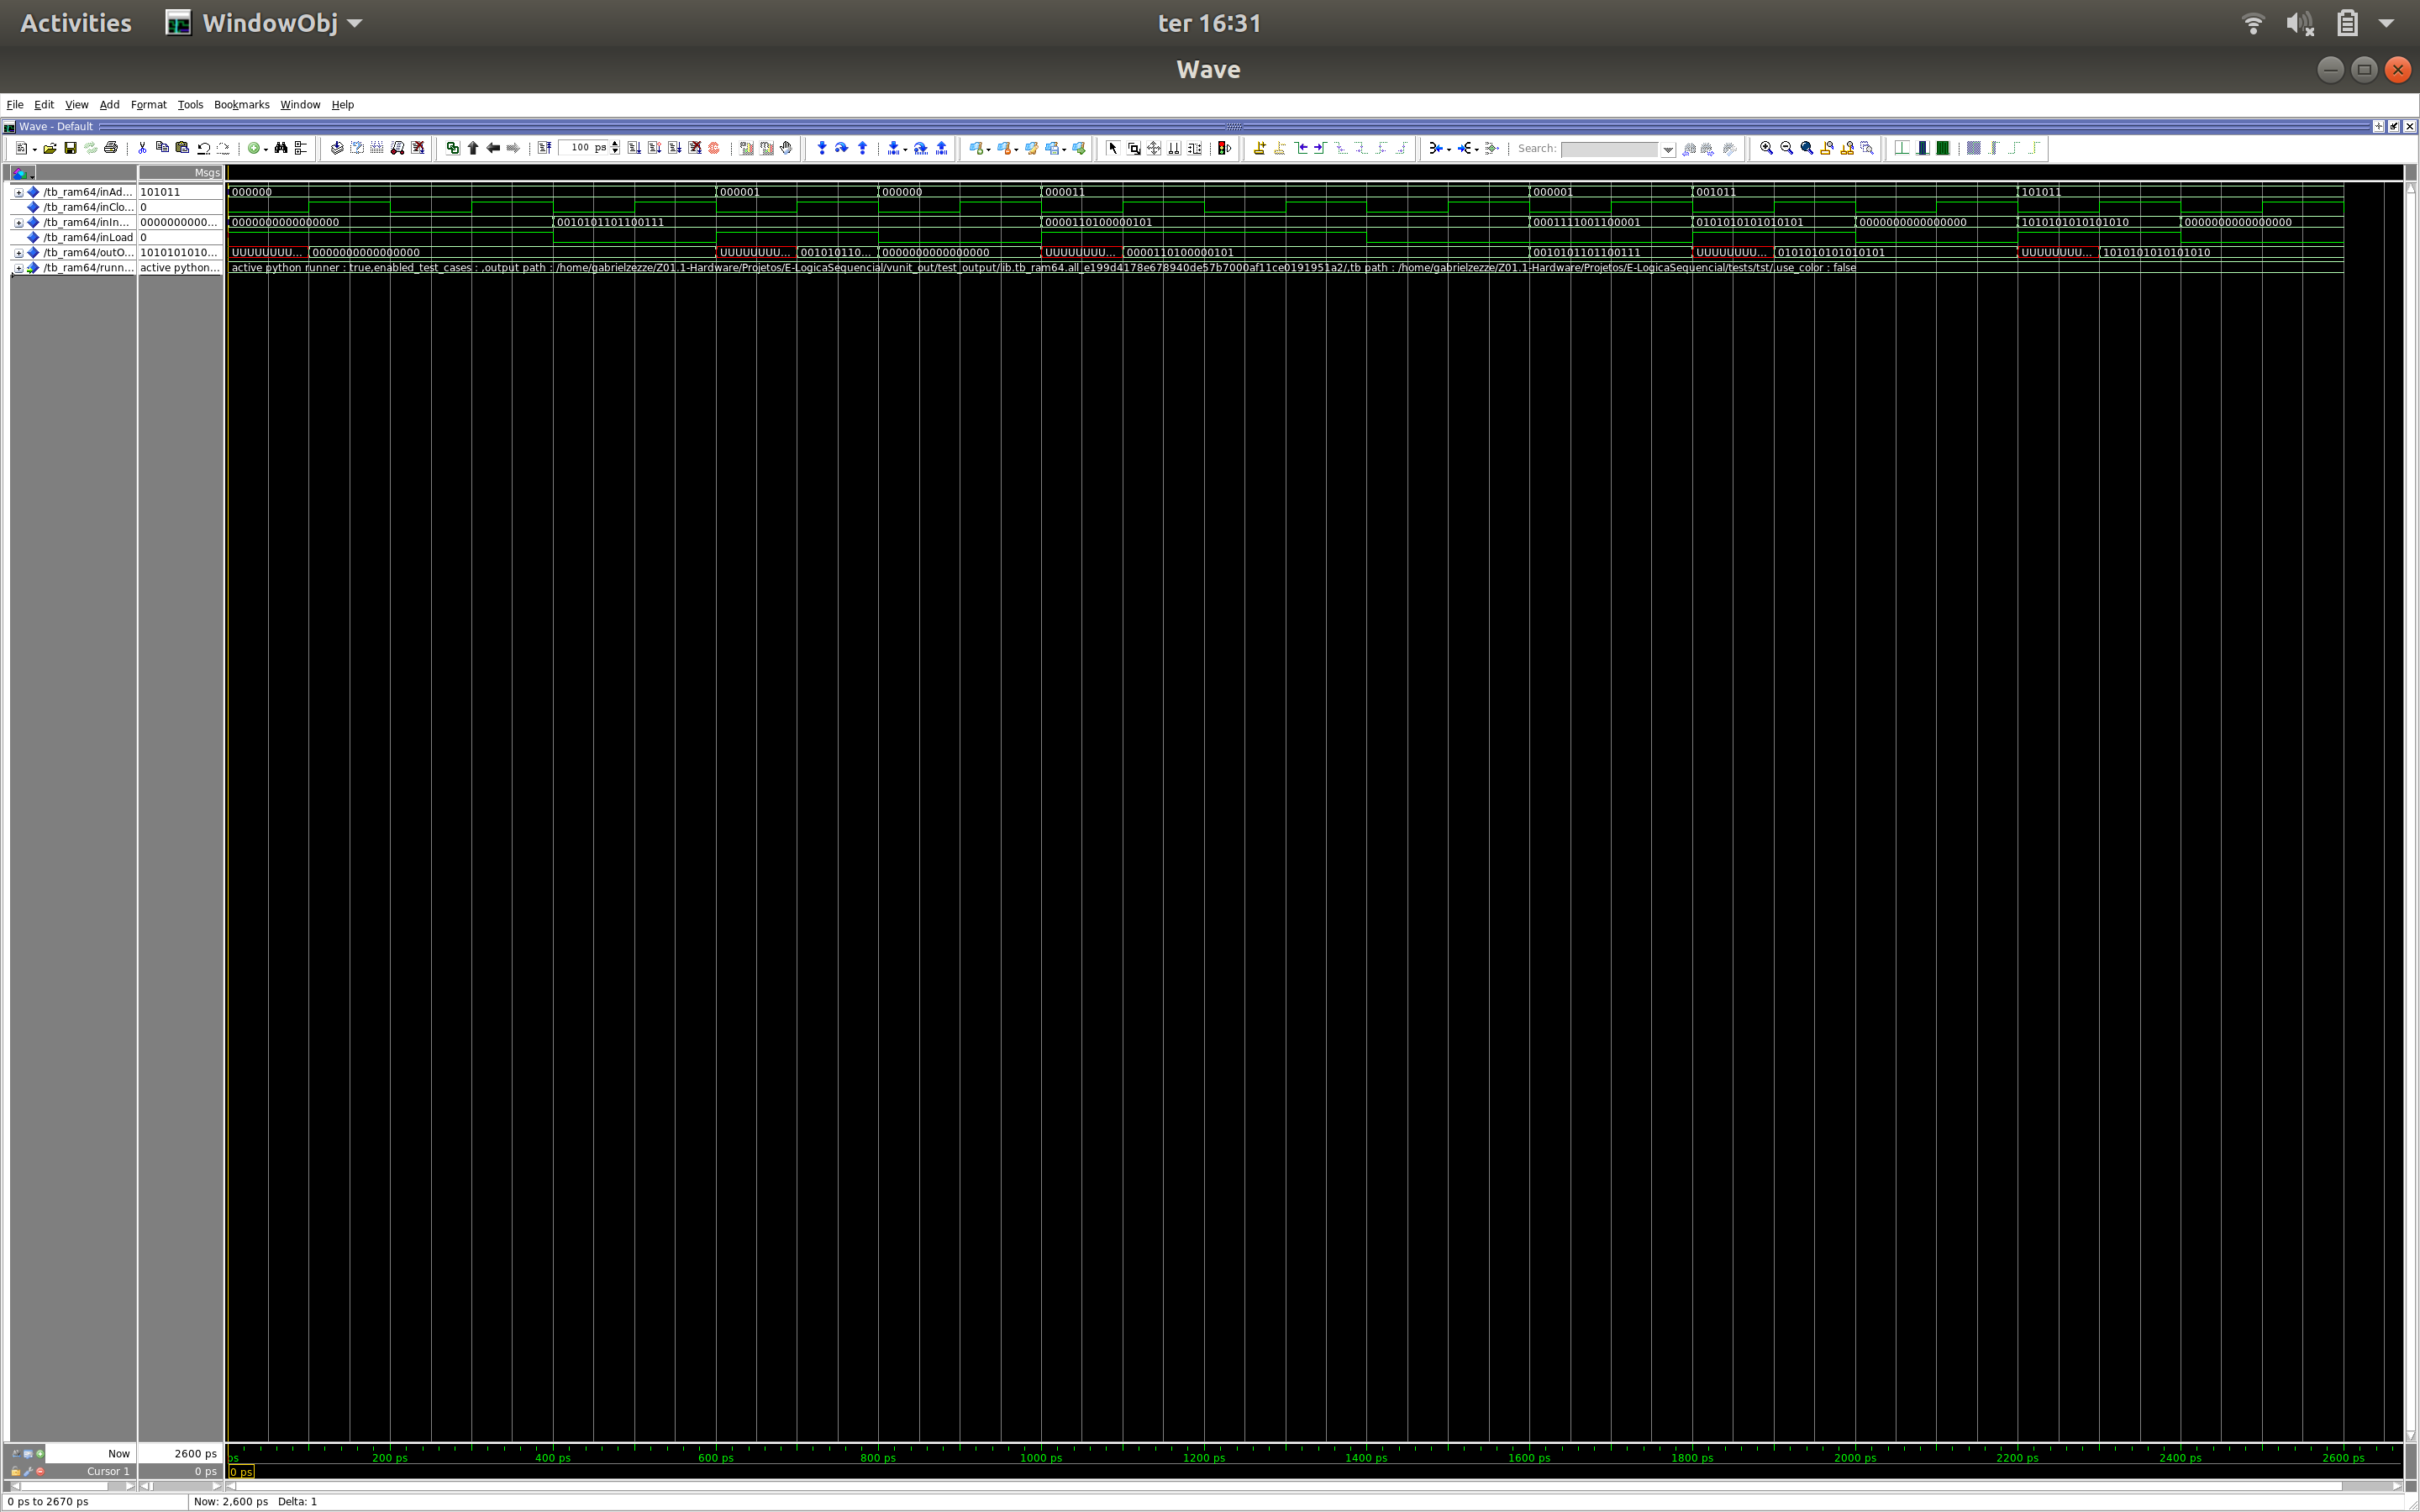 Activities WindowObj ter 16:31
Wave
File Edit View Add Format Tools Bookmarks Window Help
Wave - Default
100 ps Search:
Msgs
/tb_ram64/inAd... 101011 000000 000001 000000 000011 000001 001011 101011
/tb_ram64/inClo... 0
/tb_ram64/inIn... 0000000000... 0000000000000000 0010101101100111 0000110100000101 0001111001100001 0101010101010101 0000000000000000 1010101010101010 0000000000000000
/tb_ram64/inLoad 0
/tb_ram64/outO... 1010101010... UUUUUUUU... 0000000000000000 UUUUUUUU... 001010110... 0000000000000000 UUUUUUUU... 0000110100000101 0010101101100111 UUUUUUUU... 0101010101010101 UUUUUUUU... 1010101010101010
/tb_ram64/runn... active python... active python runner : true,enabled_test_cases : ,output path : /home/gabrielzezze/Z01.1-Hardware/Projetos/E-LogicaSequencial/vunit_out/test_output/lib.tb_ram64.all_e199d4178e678940de57b7000af11ce0191951a2/,tb path : /home/gabrielzezze/Z01.1-Hardware/Projetos/E-LogicaSequencial/tests/tst/,use_color : false
Now 2600 ps ps 200 ps 400 ps 600 ps 800 ps 1000 ps 1200 ps 1400 ps 1600 ps 1800 ps 2000 ps 2200 ps 2400 ps 2600 ps
Cursor 1 0 ps 0 ps
0 ps to 2670 ps Now: 2,600 ps Delta: 1